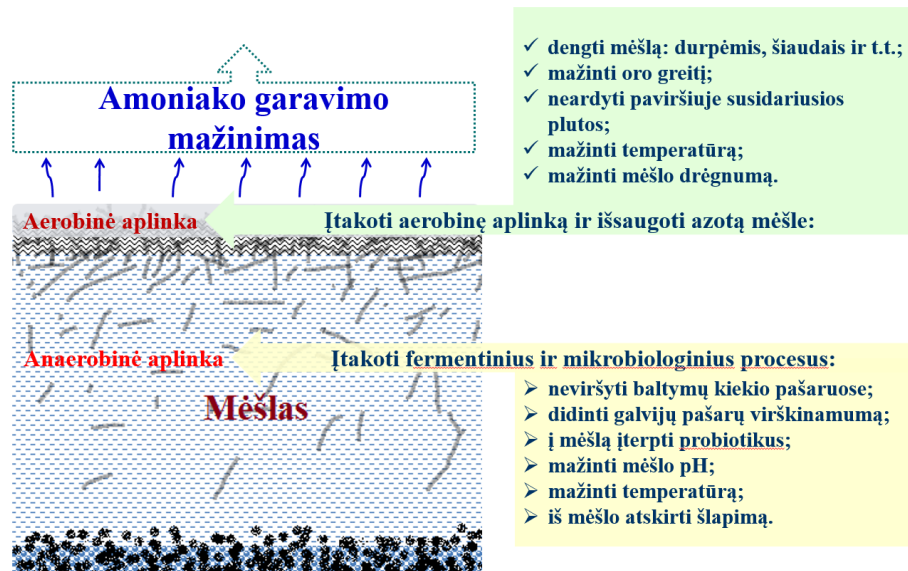 Amoniako garavimo
mažinimas
✓ dengti mėšlą: durpėmis, šiaudais ir t.t.;
✓ mažinti oro greitį;
✓ neardyti paviršiuje susidariusios
plutos;
✓ mažinti temperatūrą;
✓ mažinti mėšlo drėgnumą.
Aerobinė aplinka
Įtakoti aerobinę aplinką ir išsaugoti azotą mėšle:
Anaerobinė aplinka
Įtakoti fermentinius ir mikrobiologinius procesus:
Mėšlas
➢ neviršyti baltymų kiekio pašaruose;
➢ didinti galvijų pašarų virškinamumą;
➢ į mėšlą įterpti probiotikus;
➢ mažinti mėšlo pH;
➢ mažinti temperatūrą;
➢ iš mėšlo atskirti šlapimą.